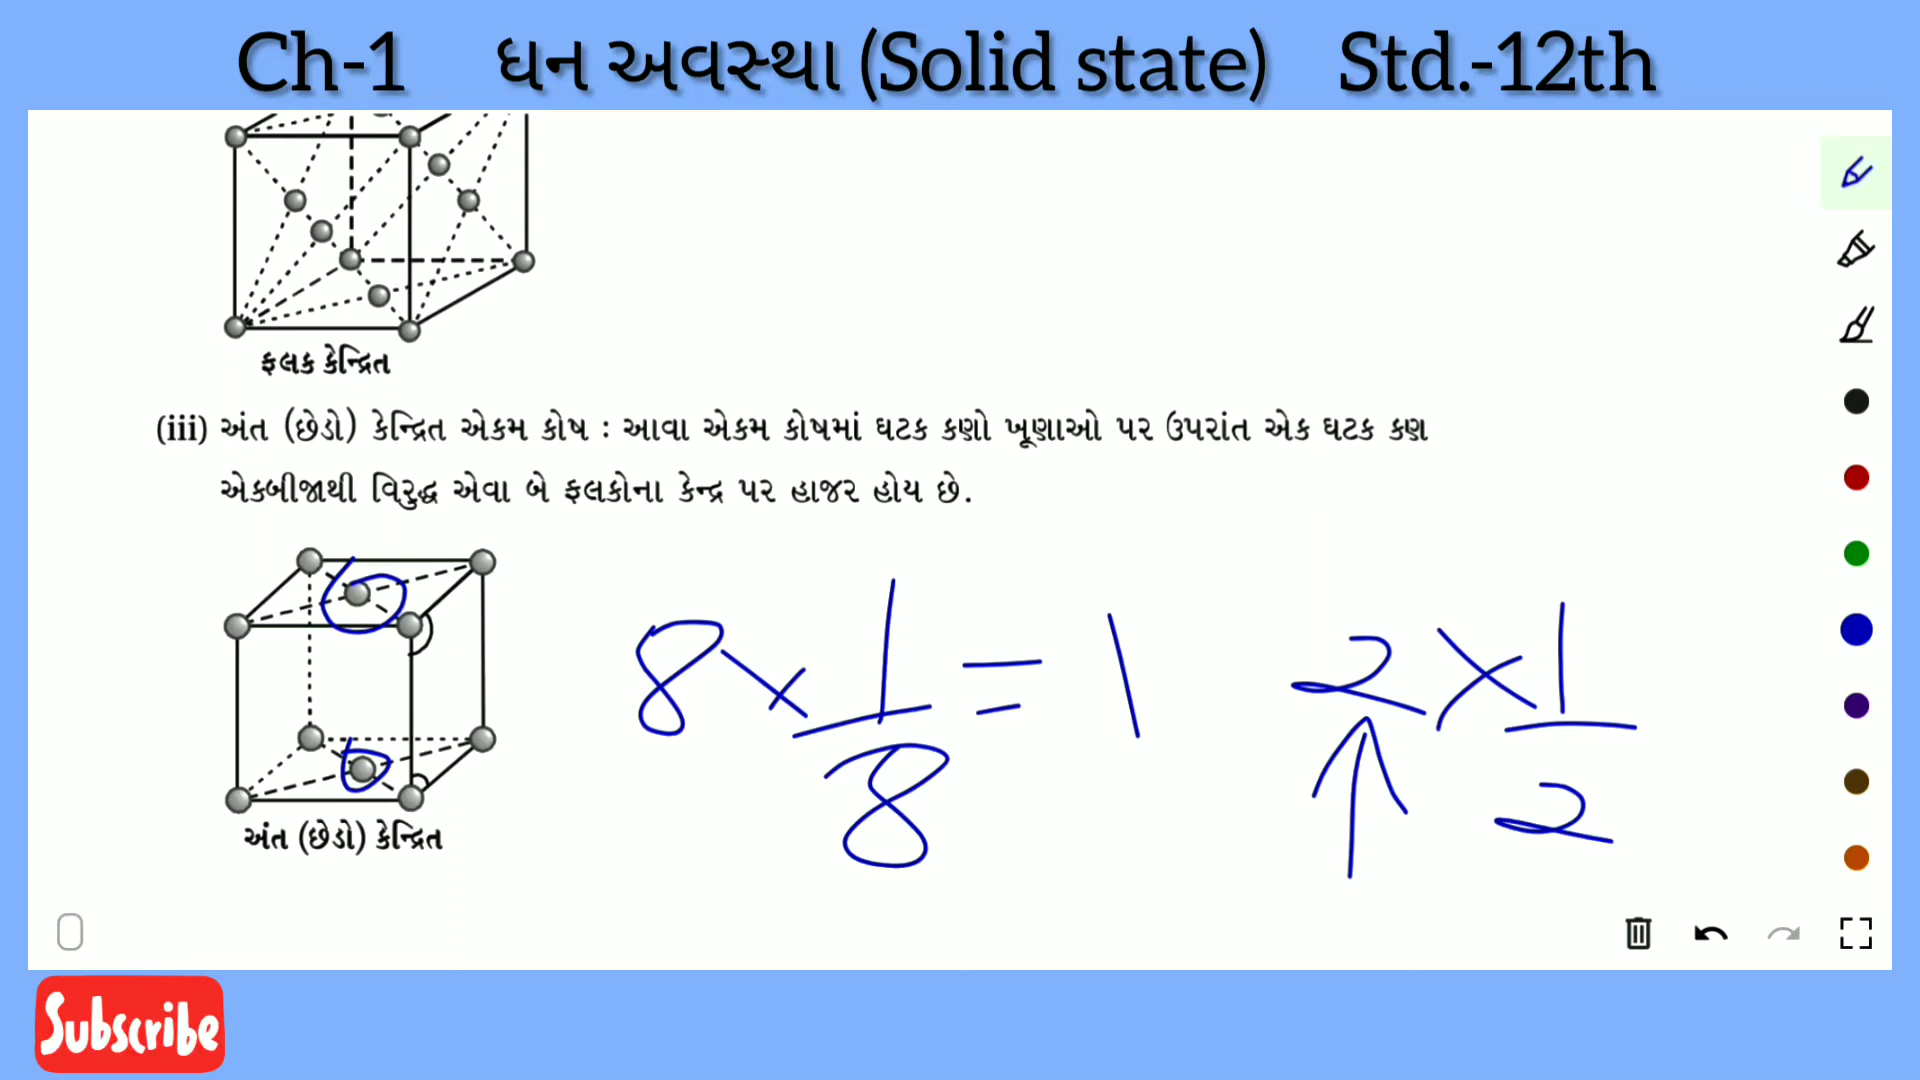 Ch-1 ઘન અવસ્થા (Solid state) Std.-12th
ફલક કેન્દ્રિત
(iii) અંત (છેડો) કેન્દ્રિત એકમ કોષ : આવા એકમ કોષમાં ઘટક કણો ખૂણાઓ પર ઉપરાંત એક ઘટક કણ
એકબીજાથી વિરુદ્ધ એવા બે ફલકોના કેન્દ્ર પર હાજર હોય છે.
8 × 1/8 = 1 2 × 1/2
અંત (છેડો) કેન્દ્રિત
Subscribe